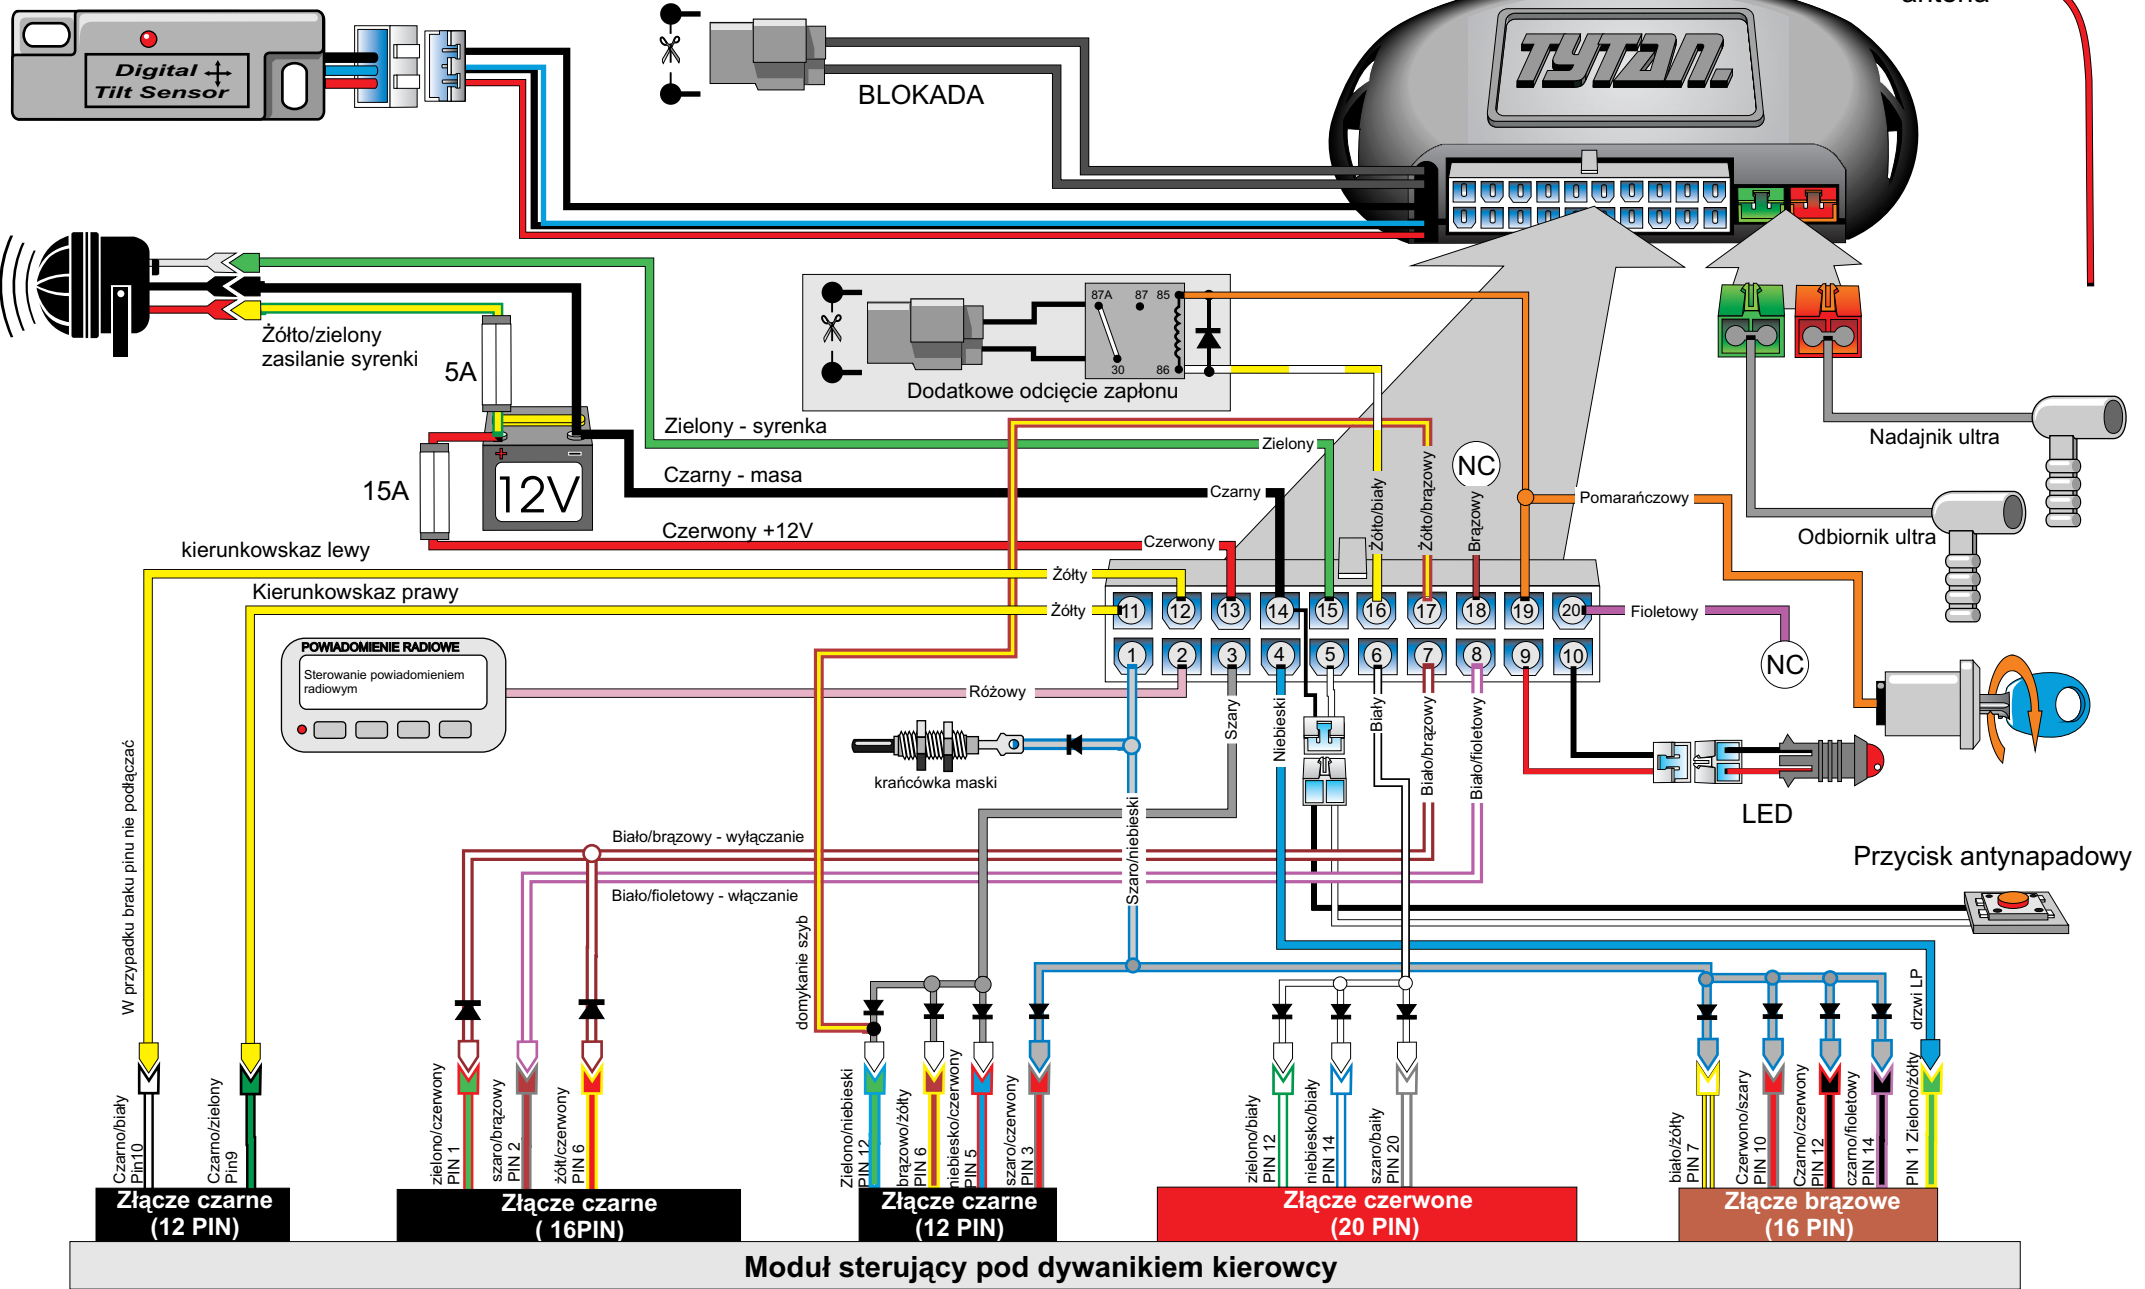 antena
Digital
Tilt Sensor
BLOKADA
TYTAN.
Żółto/zielony
zasilanie syrenki
5A
15A
12V
+
–
87A
87
85
30
86
Dodatkowe odcięcie zapłonu
Zielony - syrenka
Zielony
Czarny - masa
Czarny
Czerwony +12V
Czerwony
kierunkowskaz lewy
Żółty
Kierunkowskaz prawy
Żółty
Żółto/biały
Żółto/brązowy
NC
Brązowy
Pomarańczowy
Nadajnik ultra
Odbiornik ultra
11
12
13
14
15
16
17
18
19
20
Fioletowy
NC
1
2
3
4
5
6
7
8
9
10
POWIADOMIENIE RADIOWE
Sterowanie powiadomieniem
radiowym
Różowy
krańcówka maski
Szary
Niebieski
Biały
Biało/brązowy
Biało/fioletowy
Szaro/niebieski
LED
Przycisk antynapadowy
Biało/brązowy - wyłączanie
Biało/fioletowy - włączanie
W przypadku braku pinu nie podłączać
domykanie szyb
drzwi LP
Czarno/biały
Pin10
Czarno/zielony
Pin9
zielono/czerwony
PIN 1
szaro/brązowy
PIN 2
żółt/czerwony
PIN 6
Zielono/niebieski
PIN 12
brązowo/żółty
PIN 6
niebiesko/czerwony
PIN 5
szaro/czerwony
PIN 3
zielono/biały
PIN 12
niebiesko/biały
PIN 14
szaro/baiły
PIN 20
biało/żółty
PIN 7
Czerwono/szary
PIN 10
Czarno/czerwony
PIN 12
czarno/fioletowy
PIN 14
PIN 1 Zielono/żółty
Złącze czarne
(12 PIN)
Złącze czarne
( 16PIN)
Złącze czarne
(12 PIN)
Złącze czerwone
(20 PIN)
Złącze brązowe
(16 PIN)
Moduł sterujący pod dywanikiem kierowcy